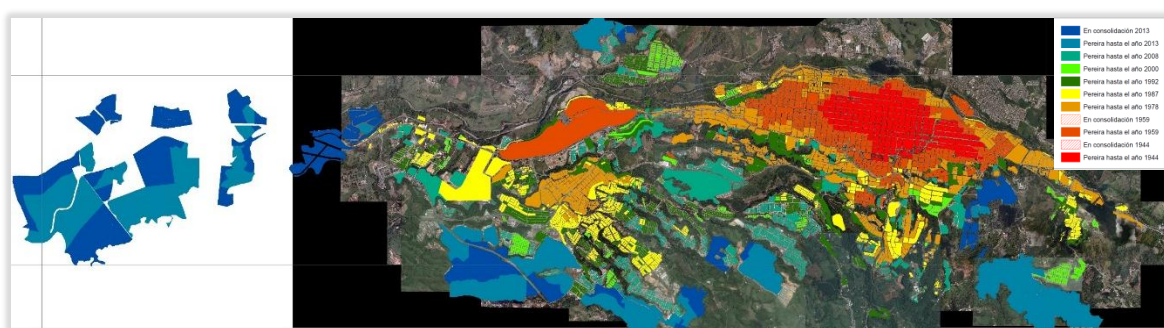 En consolidación 2013
Pereira hasta el año 2013
Pereira hasta el año 2008
Pereira hasta el año 2000
Pereira hasta el año 1992
Pereira hasta el año 1987
Pereira hasta el año 1978
En consolidación 1959
Pereira hasta el año 1959
En consolidación 1944
Pereira hasta el año 1944